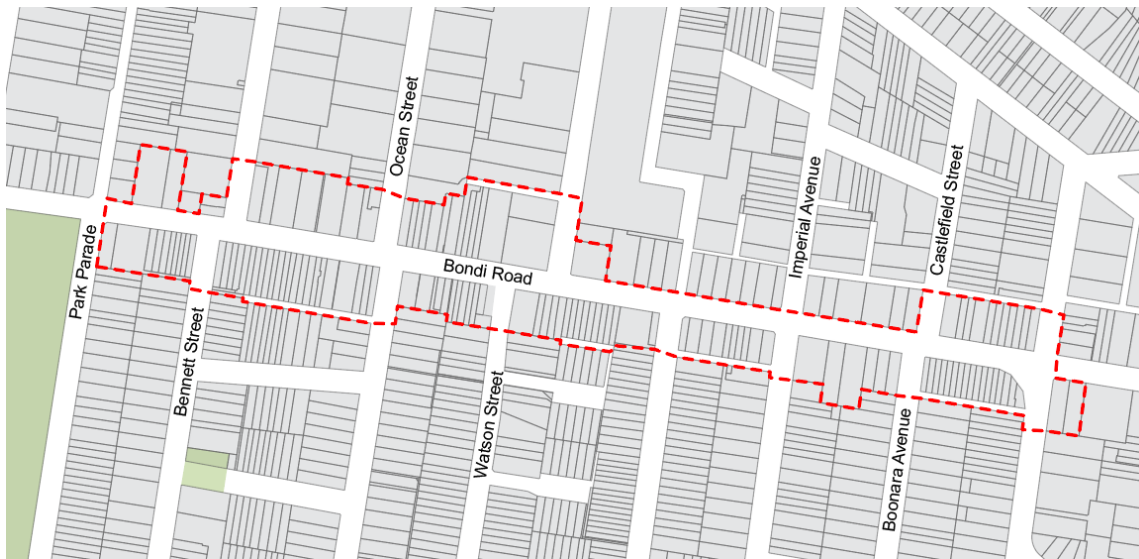 Ocean Street
Imperial Avenue
Castlefield Street
Park Parade
Bondi Road
Bennett Street
Watson Street
Boonara Avenue